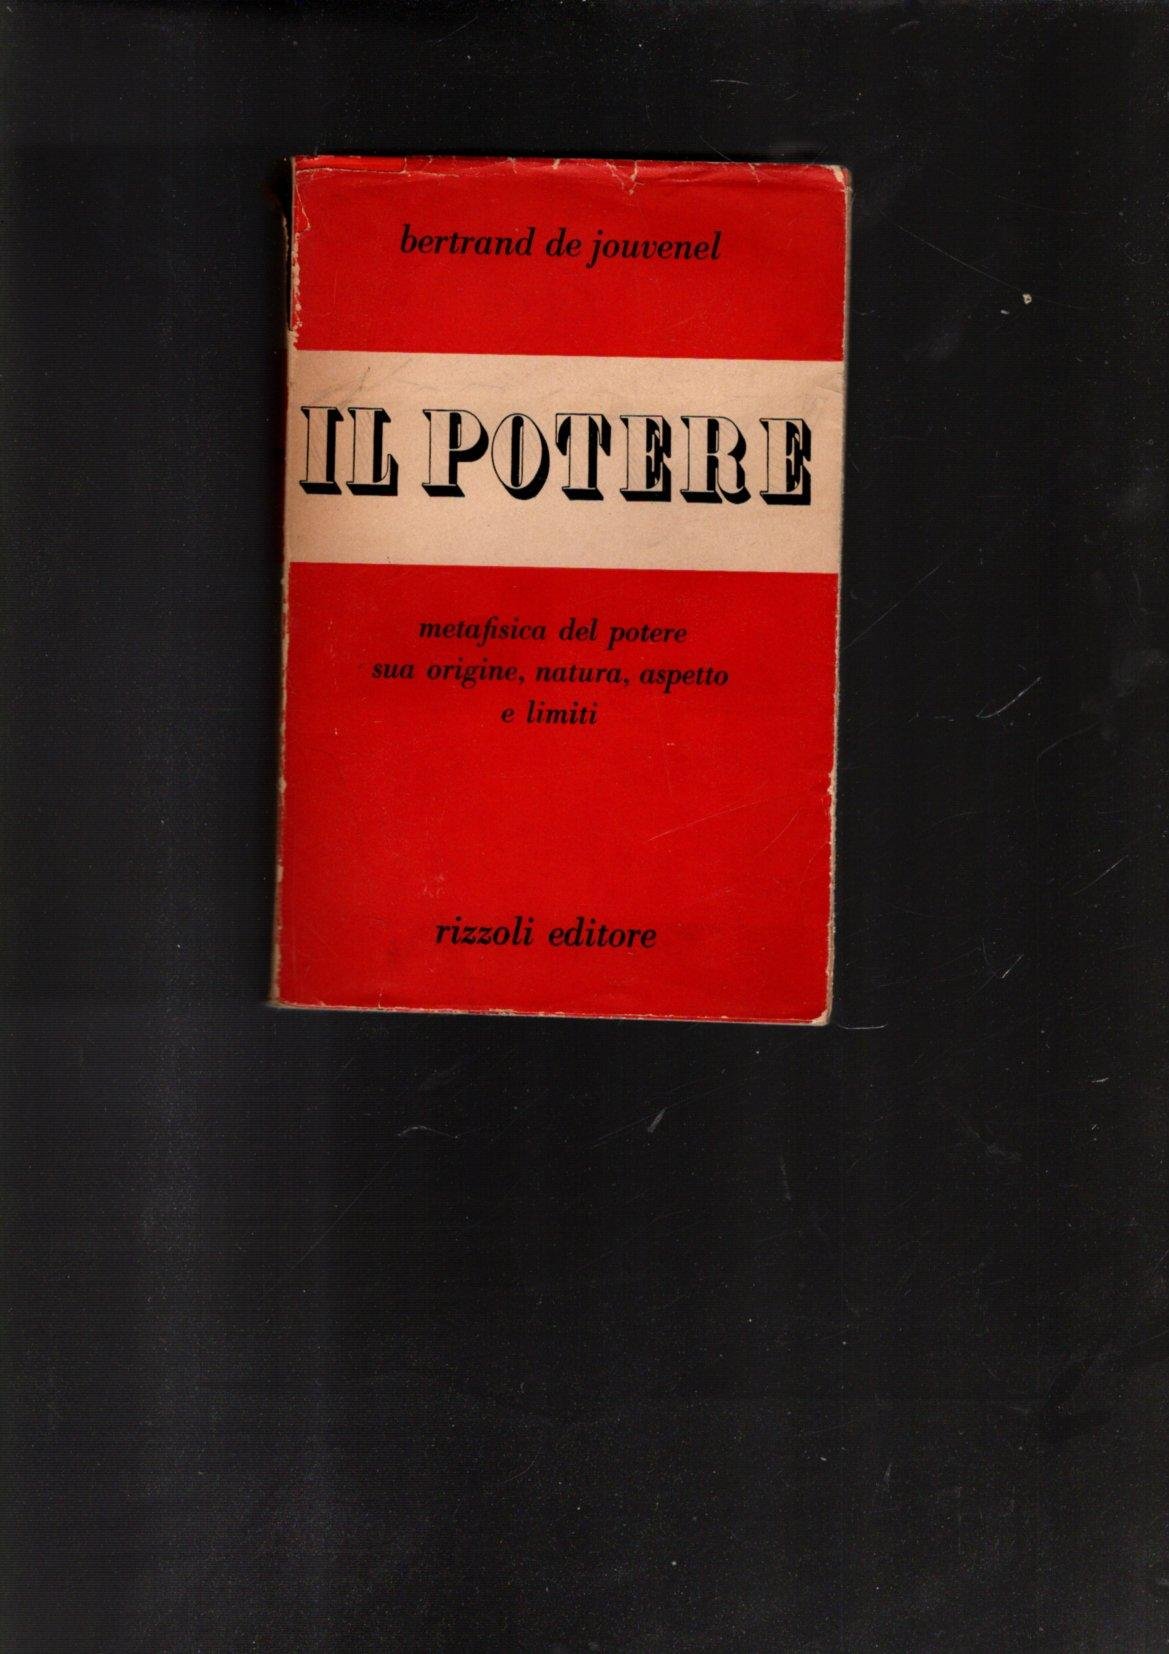 bertrand de jouvenel
IL POTERE
metafisica del potere
sua origine, natura, aspetto
e limiti
rizzoli editore